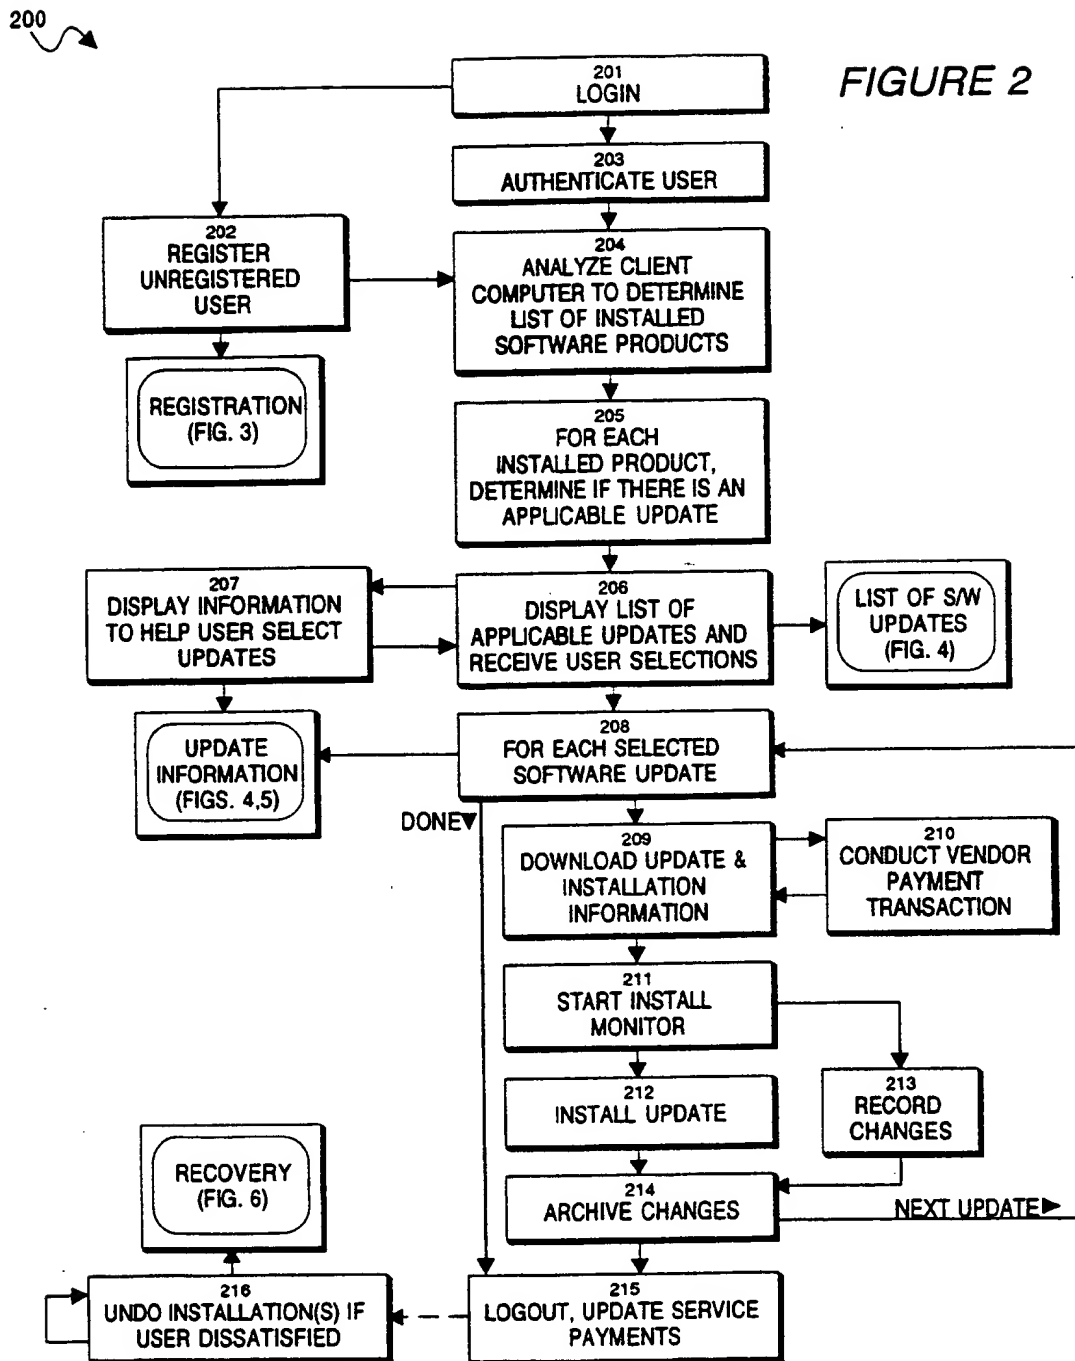 200
FIGURE 2
201
LOGIN
203
AUTHENTICATE USER
202
REGISTER
UNREGISTERED
USER
204
ANALYZE CLIENT
COMPUTER TO DETERMINE
LIST OF INSTALLED
SOFTWARE PRODUCTS
REGISTRATION
(FIG. 3)
205
FOR EACH
INSTALLED PRODUCT,
DETERMINE IF THERE IS AN
APPLICABLE UPDATE
207
DISPLAY INFORMATION
TO HELP USER SELECT
UPDATES
206
DISPLAY LIST OF
APPLICABLE UPDATES AND
RECEIVE USER SELECTIONS
LIST OF S/W
UPDATES
(FIG. 4)
UPDATE
INFORMATION
(FIGS. 4,5)
208
FOR EACH SELECTED
SOFTWARE UPDATE
DONE
209
DOWNLOAD UPDATE &
INSTALLATION
INFORMATION
210
CONDUCT VENDOR
PAYMENT
TRANSACTION
211
START INSTALL
MONITOR
212
INSTALL UPDATE
213
RECORD
CHANGES
RECOVERY
(FIG. 6)
214
ARCHIVE CHANGES
NEXT UPDATE
216
UNDO INSTALLATION(S) IF
USER DISSATISFIED
215
LOGOUT, UPDATE SERVICE
PAYMENTS